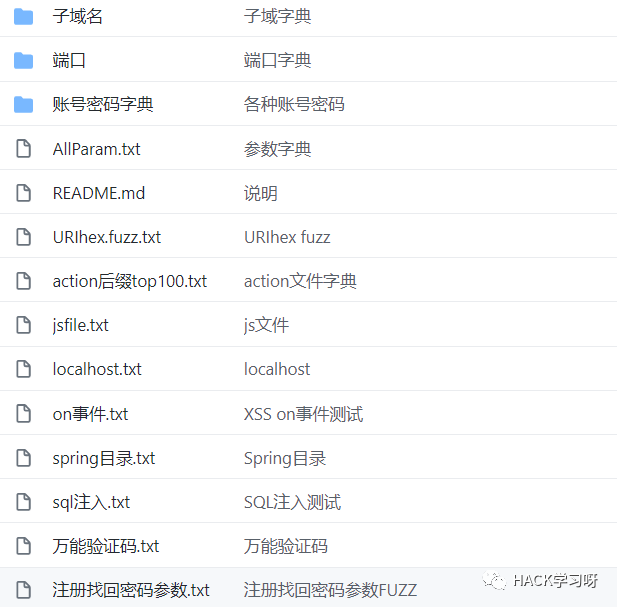 子域名 子域字典
端口 端口字典
账号密码字典 各种账号密码
AllParam.txt 参数字典
README.md 说明
URIhex.fuzz.txt URIhex fuzz
action后缀top100.txt action文件字典
jsfile.txt js文件
localhost.txt localhost
on事件.txt XSS on事件测试
spring目录.txt Spring目录
sql注入.txt SQL注入测试
万能验证码.txt 万能验证码
注册找回密码参数.txt 注册找回密码参数FUZZ
HACK学习呀